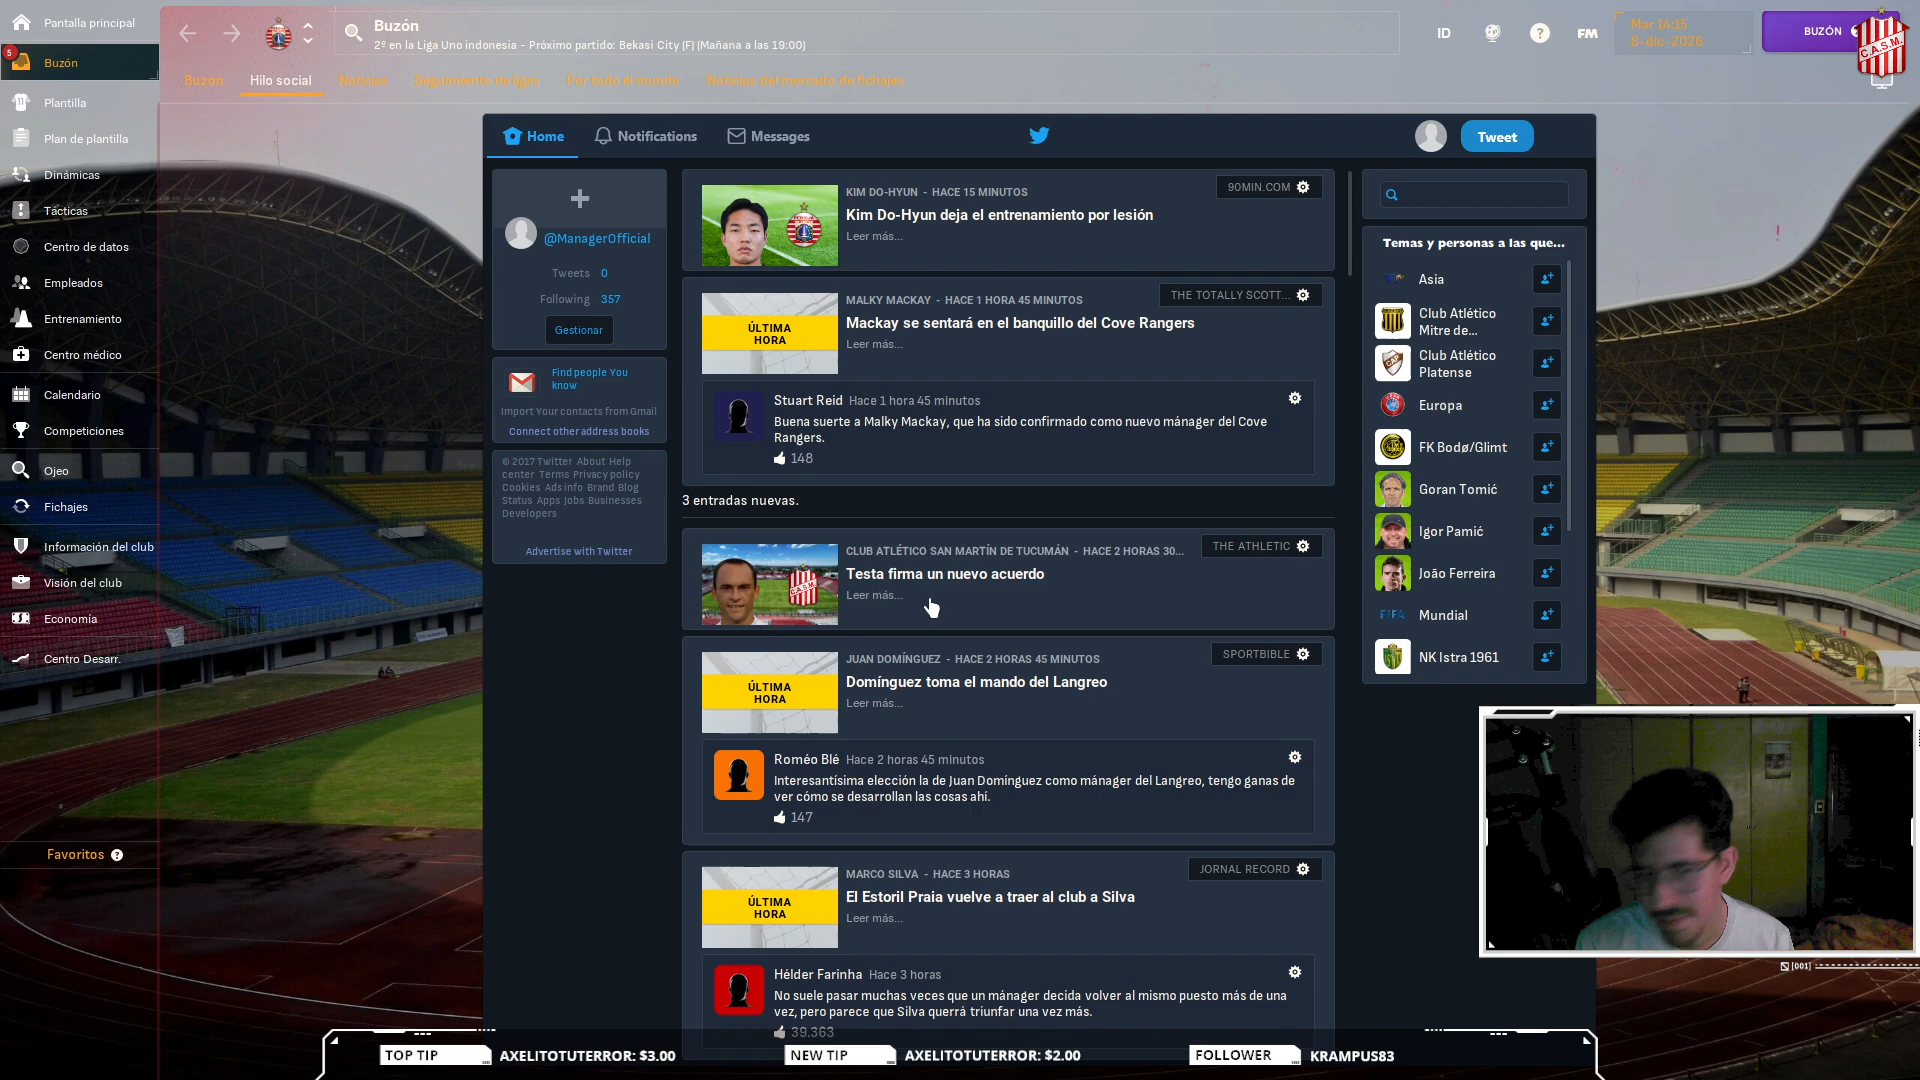 Pantalla principal
5
Buzón
Plantilla
Plan de plantilla
Dinámicas
Tácticas
Centro de datos
Empleados
Entrenamiento
Centro médico
Calendario
Competiciones
Ojeo
Fichajes
Información del club
Visión del club
Economía
Centro Desarr.
Favoritos
Buzón
2º en la Liga Uno indonesia - Próximo partido: Bekasi City (F) (Mañana a las 19:00)
ID
FM
Mar 14:15
8-dic-2026
BUZÓN
C.A.S.M.
Buzón
Hilo social
Noticias
Seguimiento de ligas
Por todo el mundo
Noticias del mercado de fichajes
Home
Notifications
Messages
Tweet
@ManagerOfficial
Tweets 0
Following 357
Gestionar
Find people You
know
Import Your contacts from Gmail
Connect other address books
© 2017 Twitter About Help
center Terms Privacy policy
Cookies Ads info Brand Blog
Status Apps Jobs Businesses
Developers
Advertise with Twitter
KIM DO-HYUN - HACE 15 MINUTOS
90MIN.COM
Kim Do-Hyun deja el entrenamiento por lesión
Leer más...
MALKY MACKAY - HACE 1 HORA 45 MINUTOS
THE TOTALLY SCOTT...
ÚLTIMA
HORA
Mackay se sentará en el banquillo del Cove Rangers
Leer más...
Stuart Reid Hace 1 hora 45 minutos
Buena suerte a Malky Mackay, que ha sido confirmado como nuevo mánager del Cove
Rangers.
148
3 entradas nuevas.
CLUB ATLÉTICO SAN MARTÍN DE TUCUMÁN - HACE 2 HORAS 30...
THE ATHLETIC
C.A.S.M.
Testa firma un nuevo acuerdo
Leer más...
JUAN DOMÍNGUEZ - HACE 2 HORAS 45 MINUTOS
SPORTBIBLE
ÚLTIMA
HORA
Domínguez toma el mando del Langreo
Leer más...
Roméo Blé Hace 2 horas 45 minutos
Interesantísima elección la de Juan Domínguez como mánager del Langreo, tengo ganas de
ver cómo se desarrollan las cosas ahí.
147
MARCO SILVA - HACE 3 HORAS
JORNAL RECORD
ÚLTIMA
HORA
El Estoril Praia vuelve a traer al club a Silva
Leer más...
Hélder Farinha Hace 3 horas
No suele pasar muchas veces que un mánager decida volver al mismo puesto más de una
vez, pero parece que Silva querrá triunfar una vez más.
39.363
Temas y personas a las que...
Asia
Club Atlético
Mitre de...
Club Atlético
Platense
Europa
FK Bodø/Glimt
Goran Tomić
Igor Pamić
João Ferreira
FIFA
Mundial
NK Istra 1961
[001]
TOP TIP
AXELITOTUTERROR: $3.00
NEW TIP
AXELITOTUTERROR: $2.00
FOLLOWER
KRAMPUS83